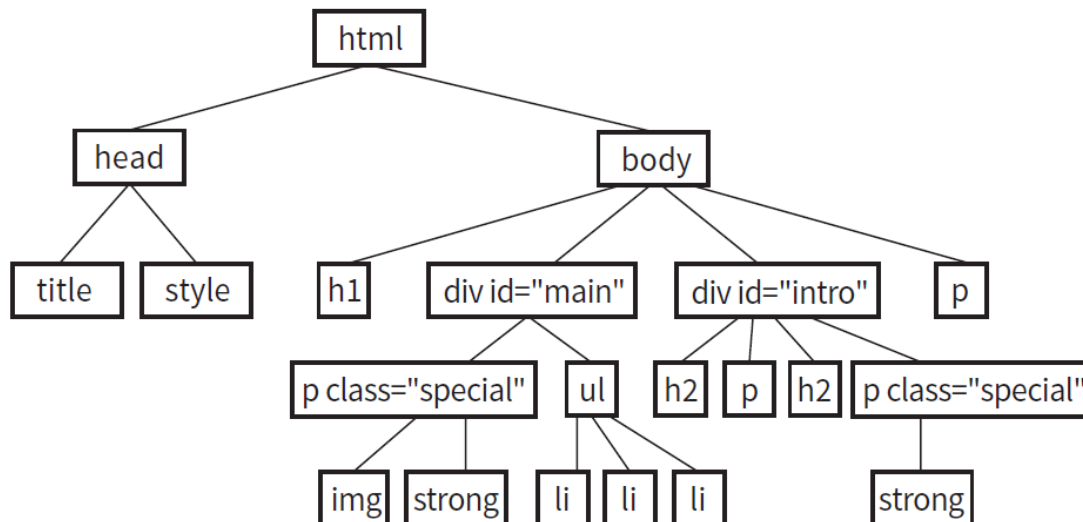 html
head
body
title
style
h1
div id="main"
div id="intro"
p
p class="special"
ul
h2
p
h2
p class="special"
img
strong
li
li
li
strong